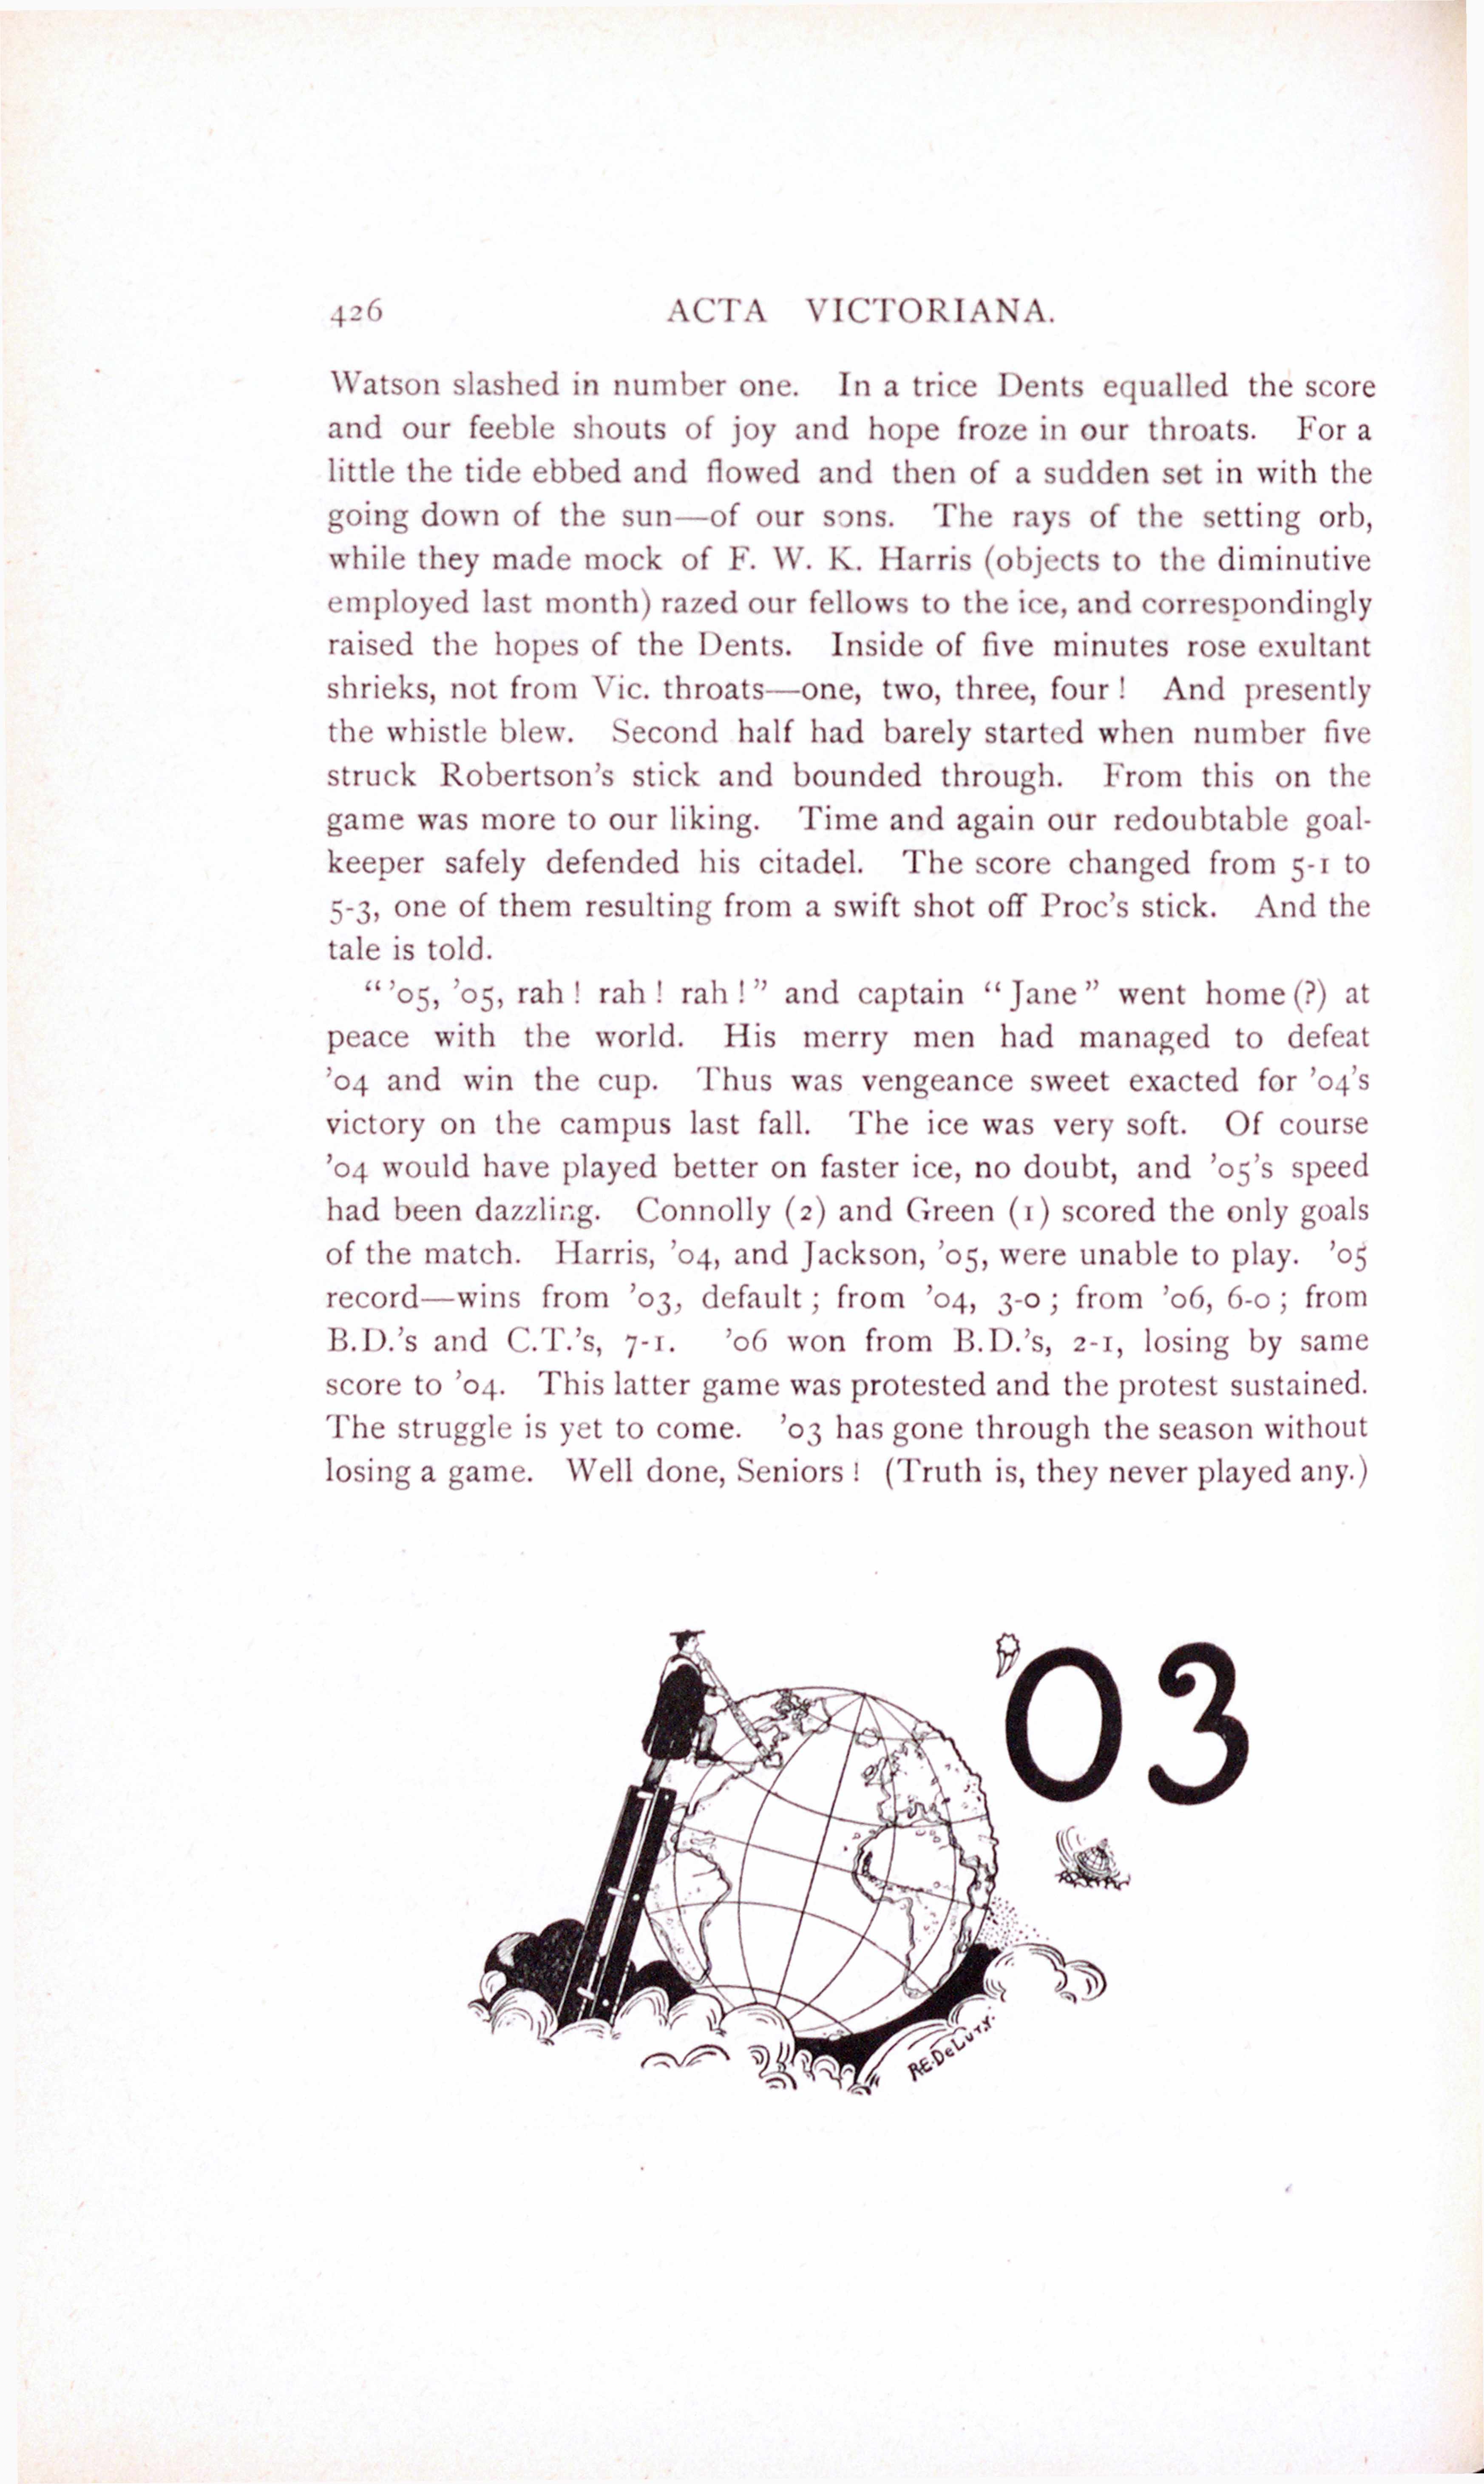 426 ACTA VICTORIANA.
Watson slashed in number one. In a trice Dents equalled the score
and our feeble shouts of joy and hope froze in our throats. For a
little the tide ebbed and flowed and then of a sudden set in with the
going down of the sun—of our sons. The rays of the setting orb,
while they made mock of F. W. K. Harris (objects to the diminutive
employed last month) razed our fellows to the ice, and correspondingly
raised the hopes of the Dents. Inside of five minutes rose exultant
shrieks, not from Vic. throats—one, two, three, four! And presently
the whistle blew. Second half had barely started when number five
struck Robertson's stick and bounded through. From this on the
game was more to our liking. Time and again our redoubtable goal-
keeper safely defended his citadel. The score changed from 5-1 to
5-3, one of them resulting from a swift shot off Proc's stick. And the
tale is told.
"'05, '05, rah! rah! rah!" and captain "Jane" went home (?) at
peace with the world. His merry men had managed to defeat
'04 and win the cup. Thus was vengeance sweet exacted for '04's
victory on the campus last fall. The ice was very soft. Of course
'04 would have played better on faster ice, no doubt, and '05's speed
had been dazzling. Connolly (2) and Green (1) scored the only goals
of the match. Harris, '04, and Jackson, '05, were unable to play. '05
record—wins from '03, default; from '04, 3-0; from '06, 6-0; from
B.D.'s and C.T.'s, 7-1. '06 won from B.D.'s, 2-1, losing by same
score to '04. This latter game was protested and the protest sustained.
The struggle is yet to come. '03 has gone through the season without
losing a game. Well done, Seniors! (Truth is, they never played any.)
'03
R.E. DeLury.